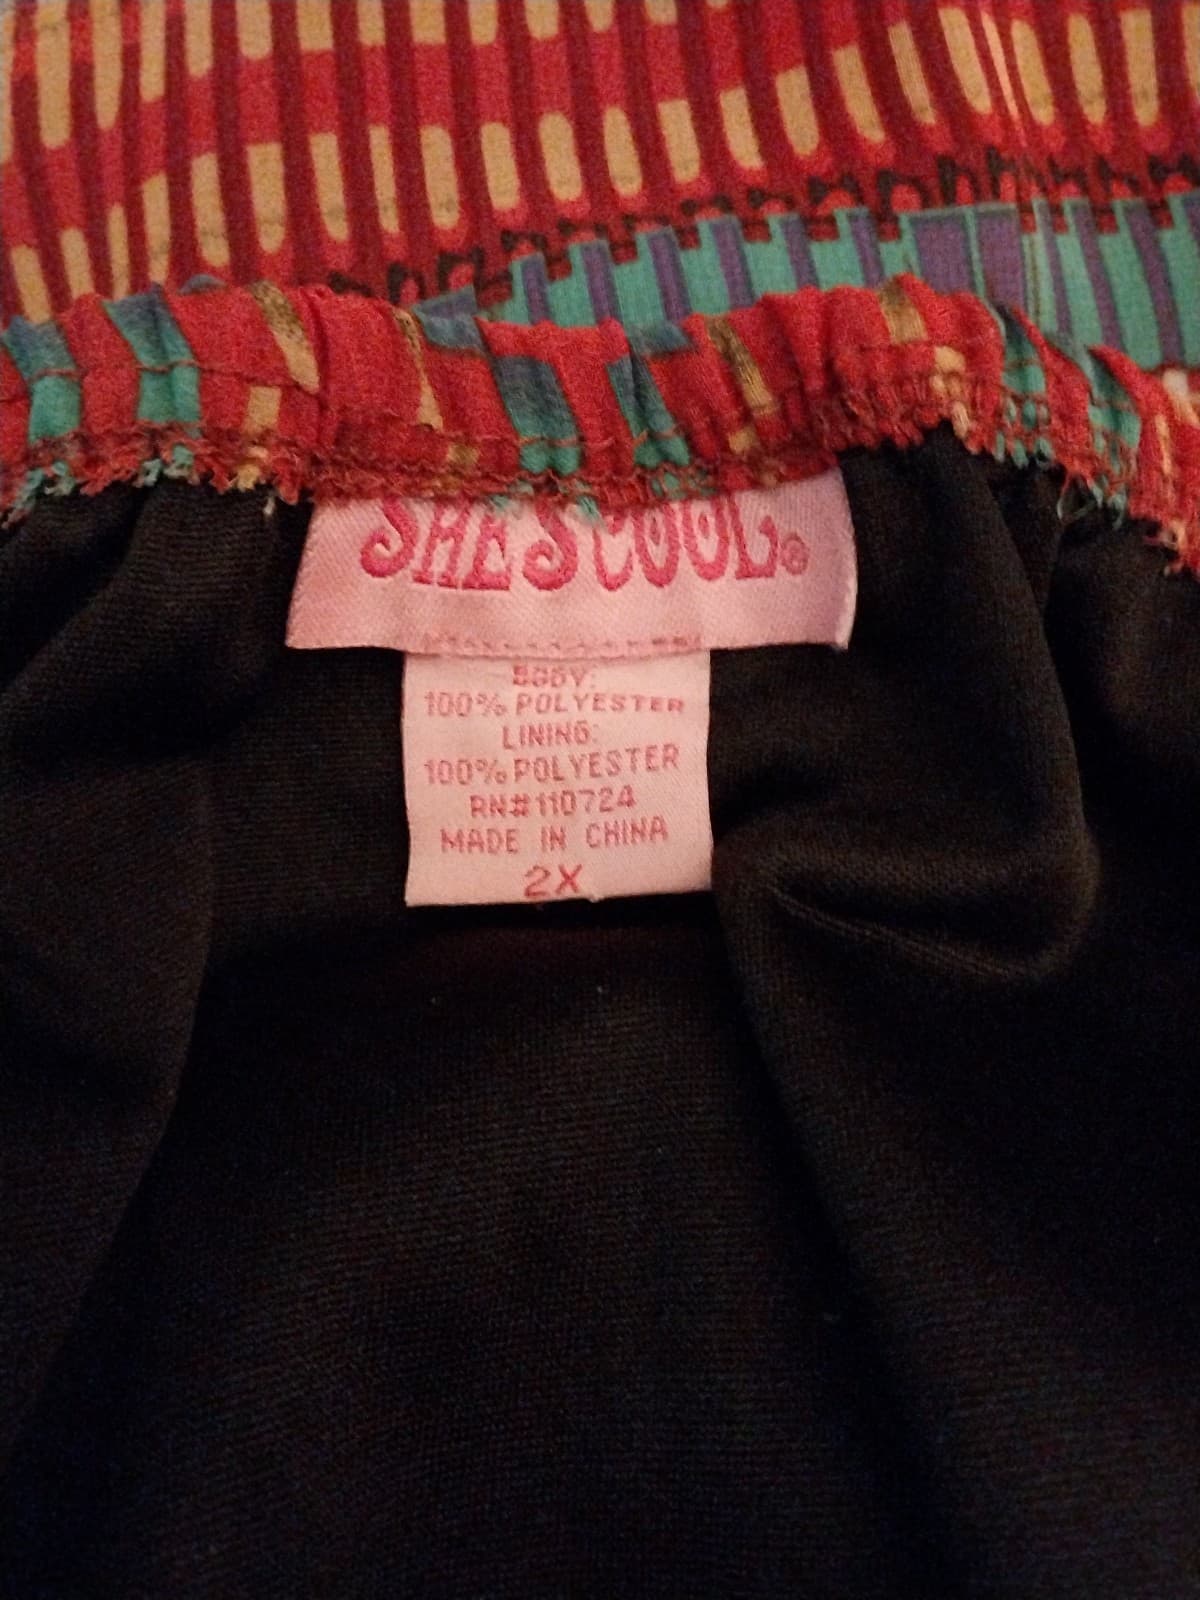 SHE'S COOL®
BODY:
100% POLYESTER
LINING:
100% POLYESTER
RN#110724
MADE IN CHINA
2X